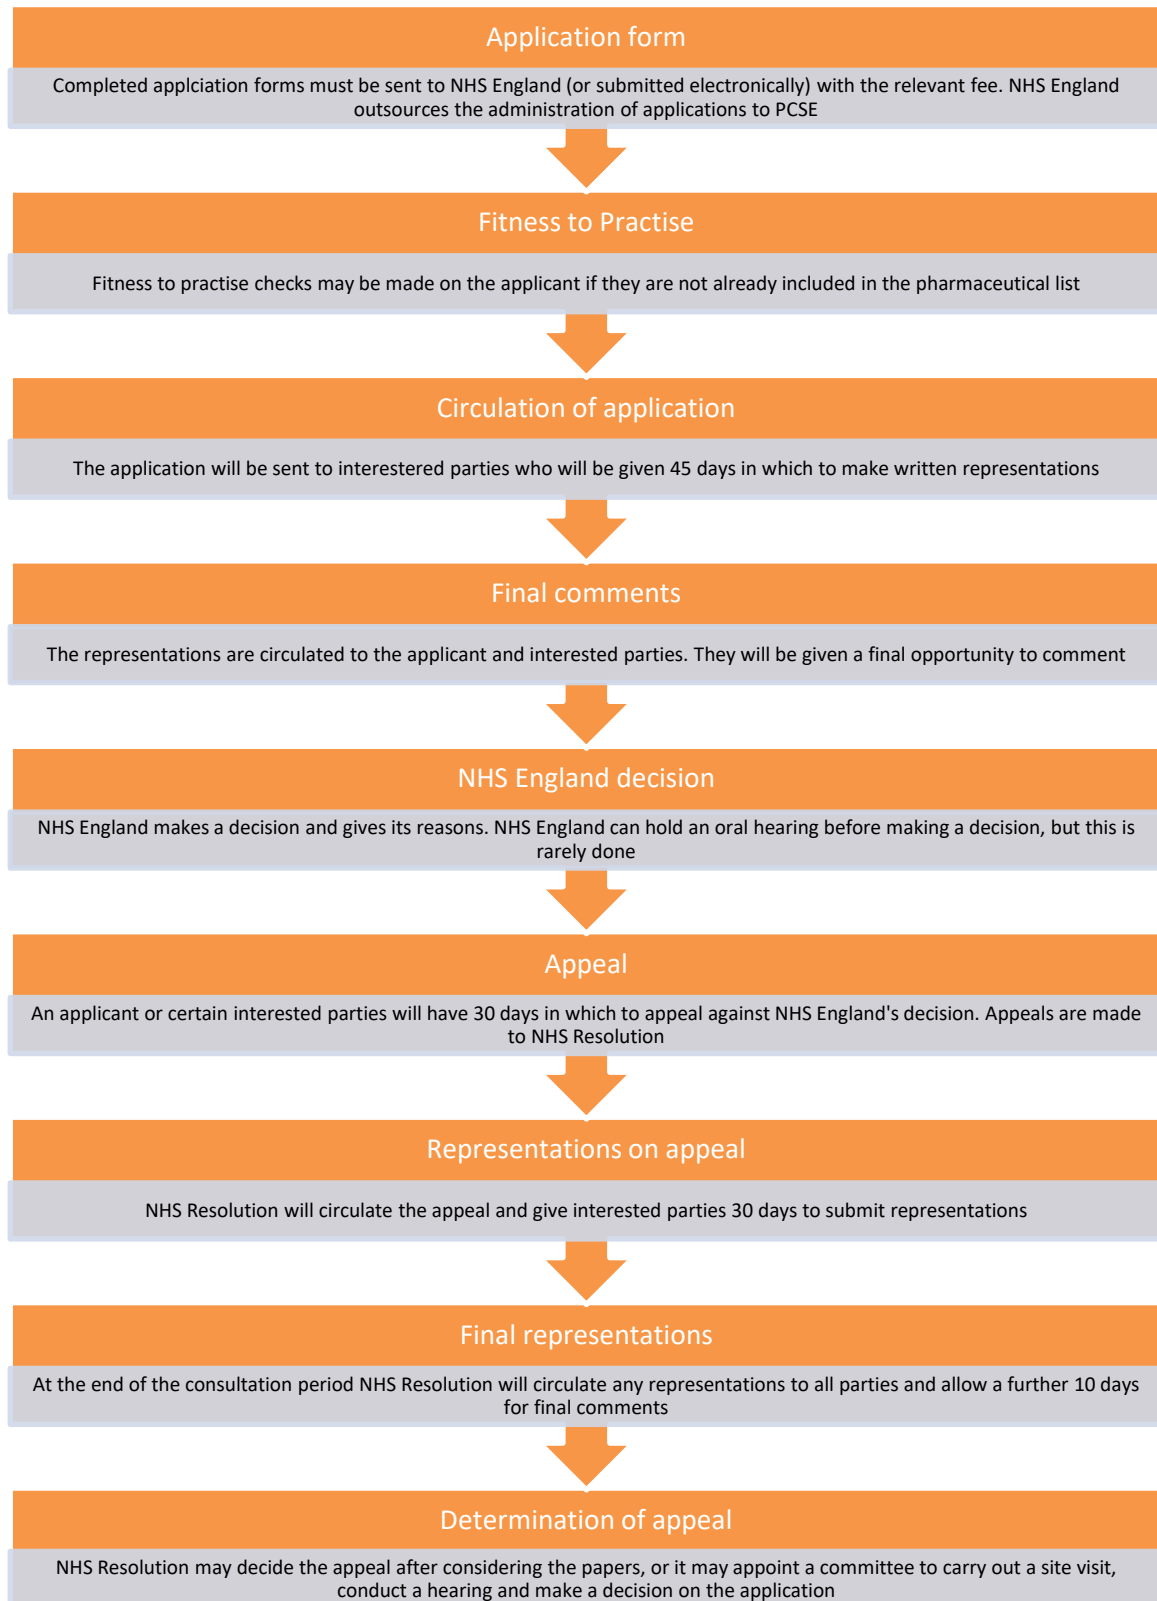 Application form
Completed applciation forms must be sent to NHS England (or submitted electronically) with the relevant fee. NHS England
outsources the administration of applications to PCSE
Fitness to Practise
Fitness to practise checks may be made on the applicant if they are not already included in the pharmaceutical list
Circulation of application
The application will be sent to interestered parties who will be given 45 days in which to make written representations
Final comments
The representations are circulated to the applicant and interested parties. They will be given a final opportunity to comment
NHS England decision
NHS England makes a decision and gives its reasons. NHS England can hold an oral hearing before making a decision, but this is
rarely done
Appeal
An applicant or certain interested parties will have 30 days in which to appeal against NHS England's decision. Appeals are made
to NHS Resolution
Representations on appeal
NHS Resolution will circulate the appeal and give interested parties 30 days to submit representations
Final representations
At the end of the consultation period NHS Resolution will circulate any representations to all parties and allow a further 10 days
for final comments
Determination of appeal
NHS Resolution may decide the appeal after considering the papers, or it may appoint a committee to carry out a site visit,
conduct a hearing and make a decision on the application